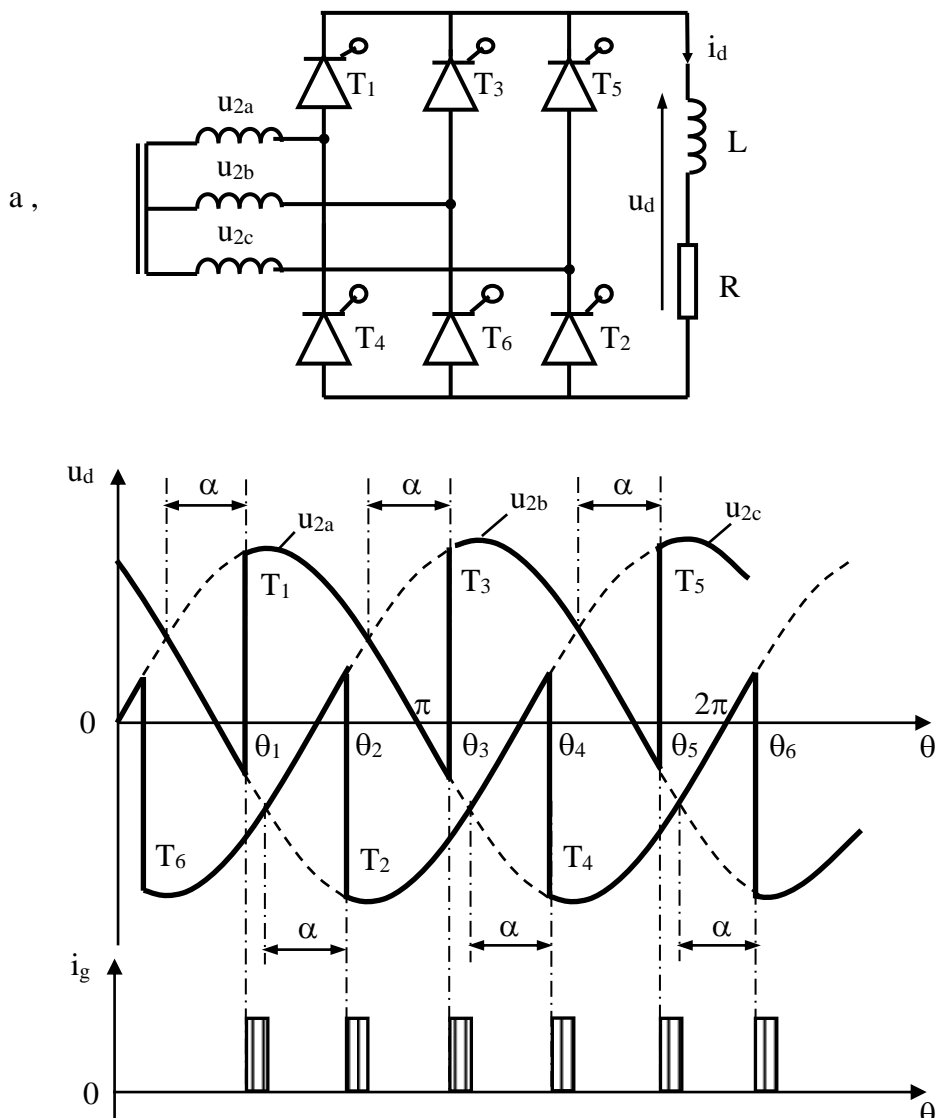 T1 T3 T5 id
u2a
L
u2b
a ,
ud
u2c
R
T4 T6 T2
ud
α α α
u2a u2b u2c
T1 T3 T5
0 π 2π
θ1 θ2 θ3 θ4 θ5 θ6 θ
T6 T2 T4
α α α
ig
0 θ